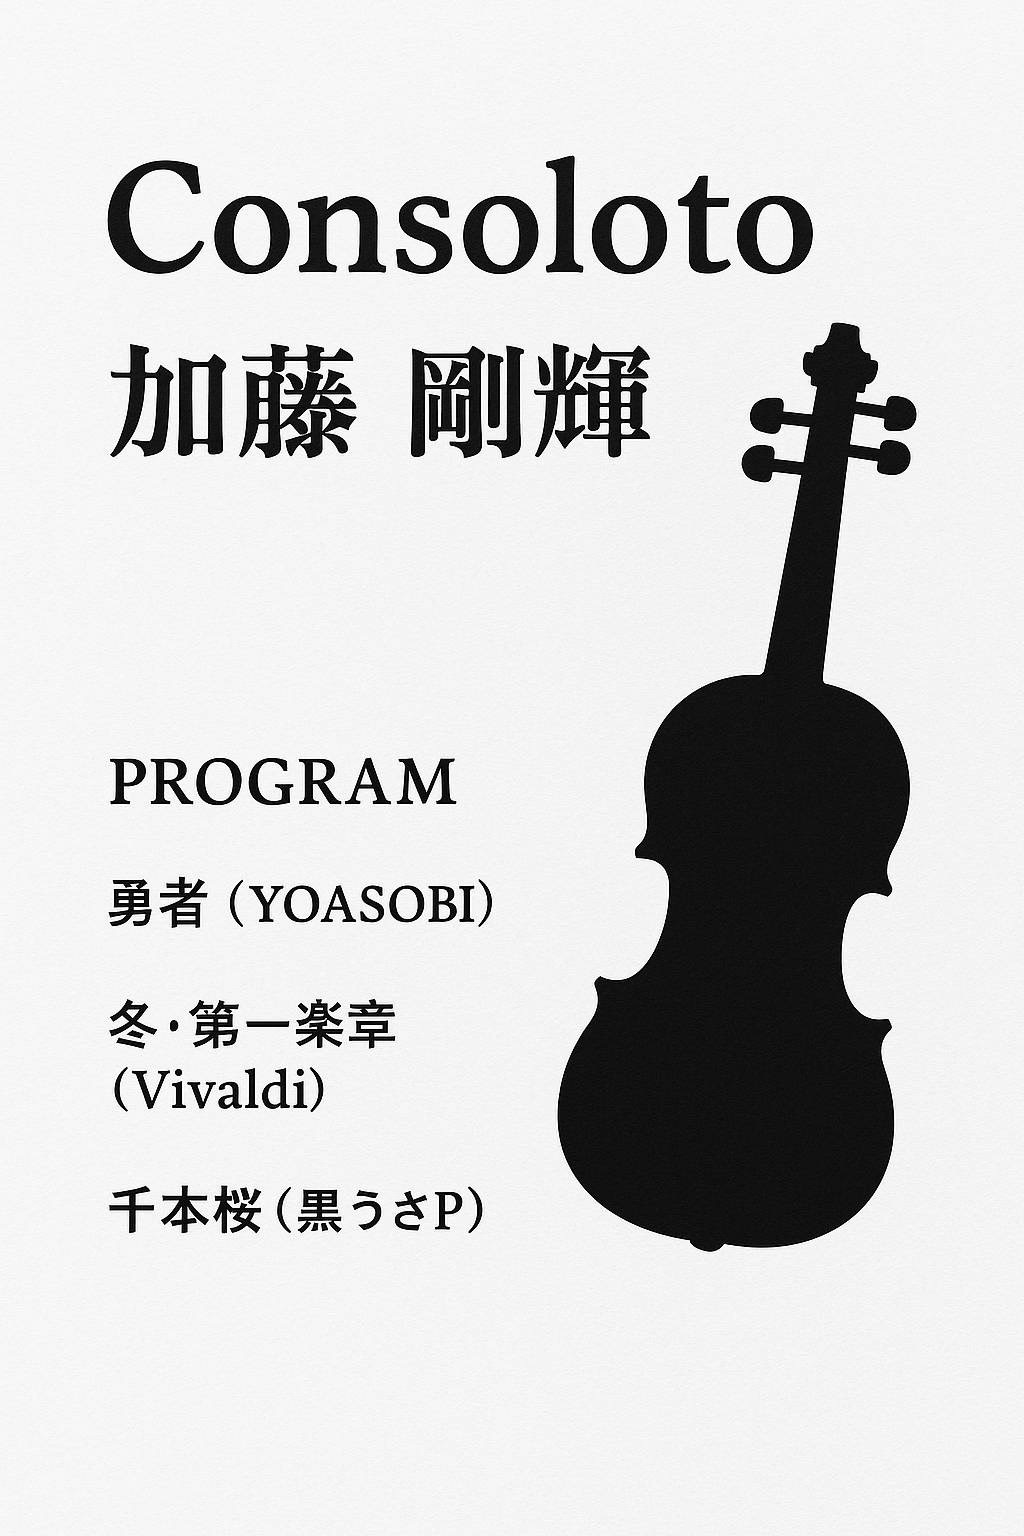 Consoloto
加藤 剛輝
PROGRAM
勇者（YOASOBI）
冬・第一楽章
（Vivaldi）
千本桜（黒うさP）